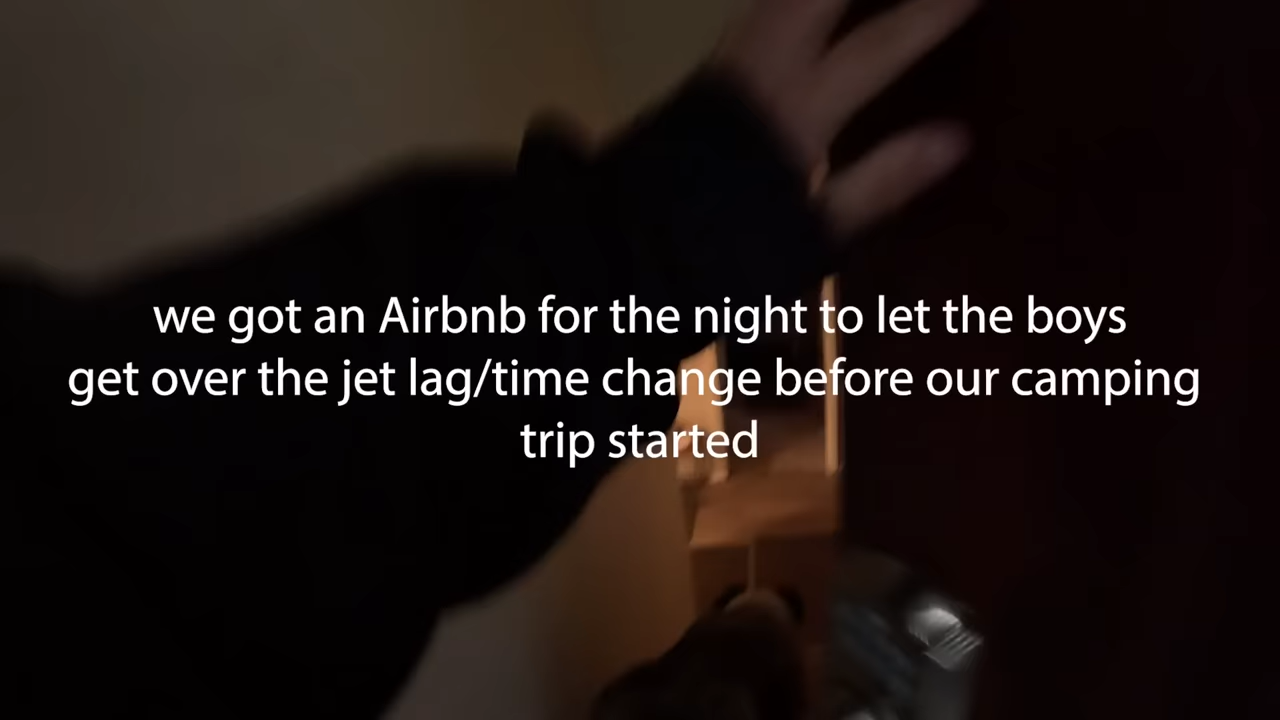 we got an Airbnb for the night to let the boys
get over the jet lag/time change before our camping
trip started